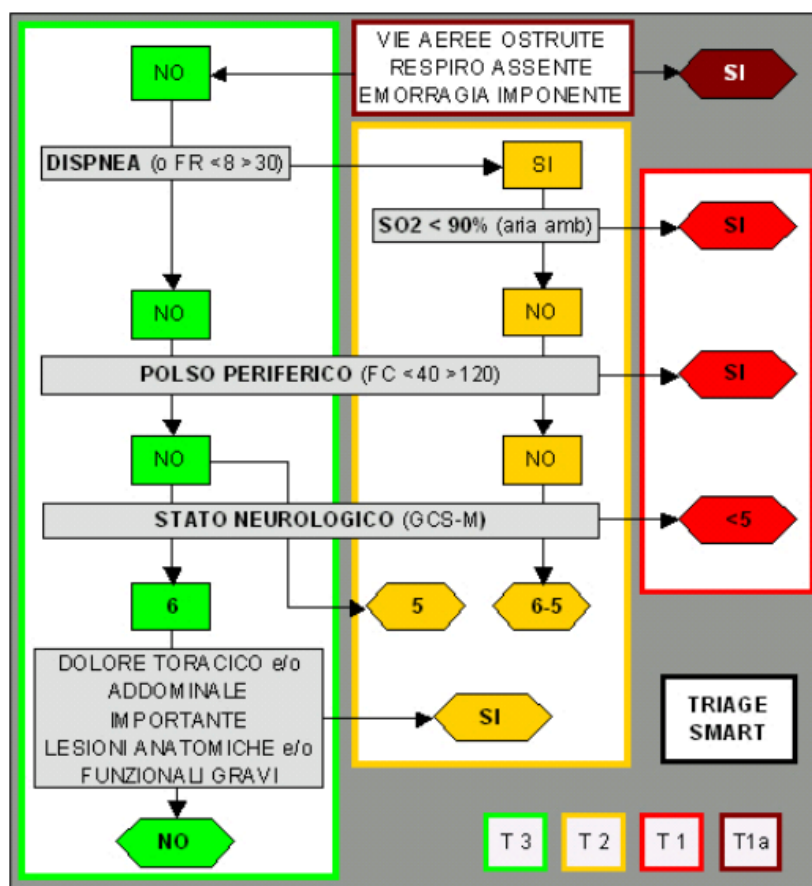 VIE AEREE OSTRUITE
RESPIRO ASSENTE
EMORRAGIA IMPONENTE
NO
SI
DISPNEA (o FR <8 >30)
SI
SO2 < 90% (aria amb)
SI
NO
NO
POLSO PERIFERICO (FC <40 >120)
SI
NO
NO
STATO NEUROLOGICO (GCS-M)
<5
6
5
6-5
DOLORE TORACICO e/o
ADDOMINALE
IMPORTANTE
LESIONI ANATOMICHE e/o
FUNZIONALI GRAVI
SI
NO
TRIAGE
SMART
T 3
T 2
T 1
T1a